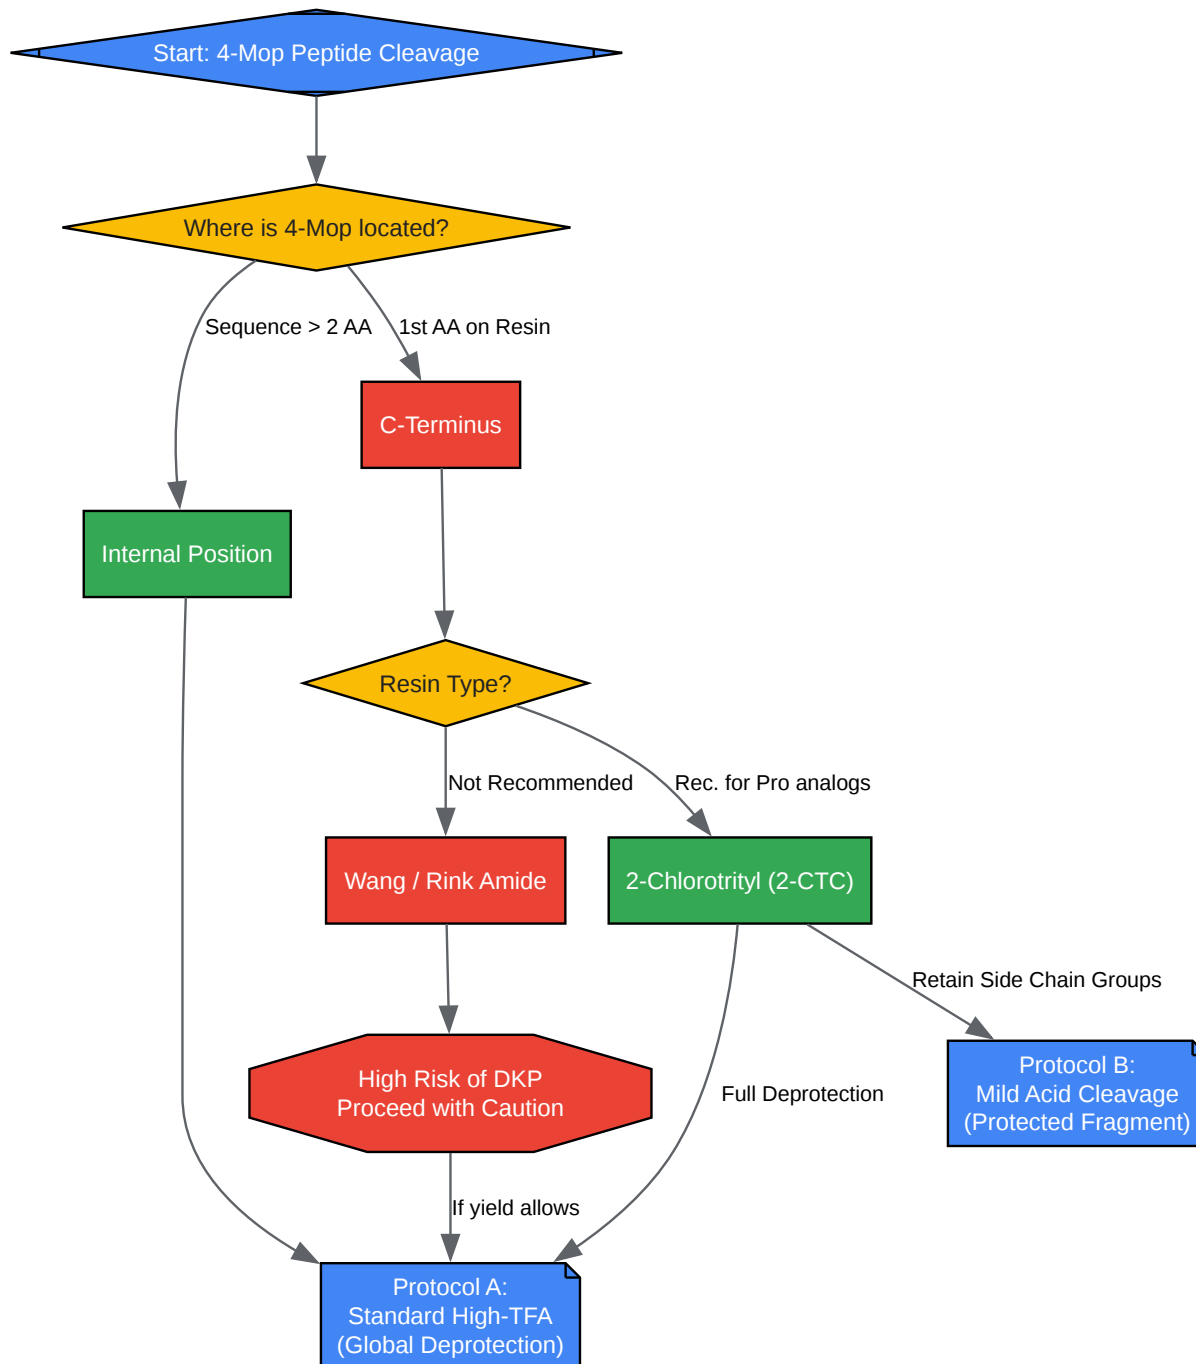 Start: 4-Mop Peptide Cleavage
Where is 4-Mop located?
Sequence > 2 AA
1st AA on Resin
C-Terminus
Internal Position
Resin Type?
Not Recommended
Rec. for Pro analogs
Wang / Rink Amide
2-Chlorotrityl (2-CTC)
Retain Side Chain Groups
High Risk of DKP
Proceed with Caution
Full Deprotection
Protocol B:
Mild Acid Cleavage
(Protected Fragment)
If yield allows
Protocol A:
Standard High-TFA
(Global Deprotection)